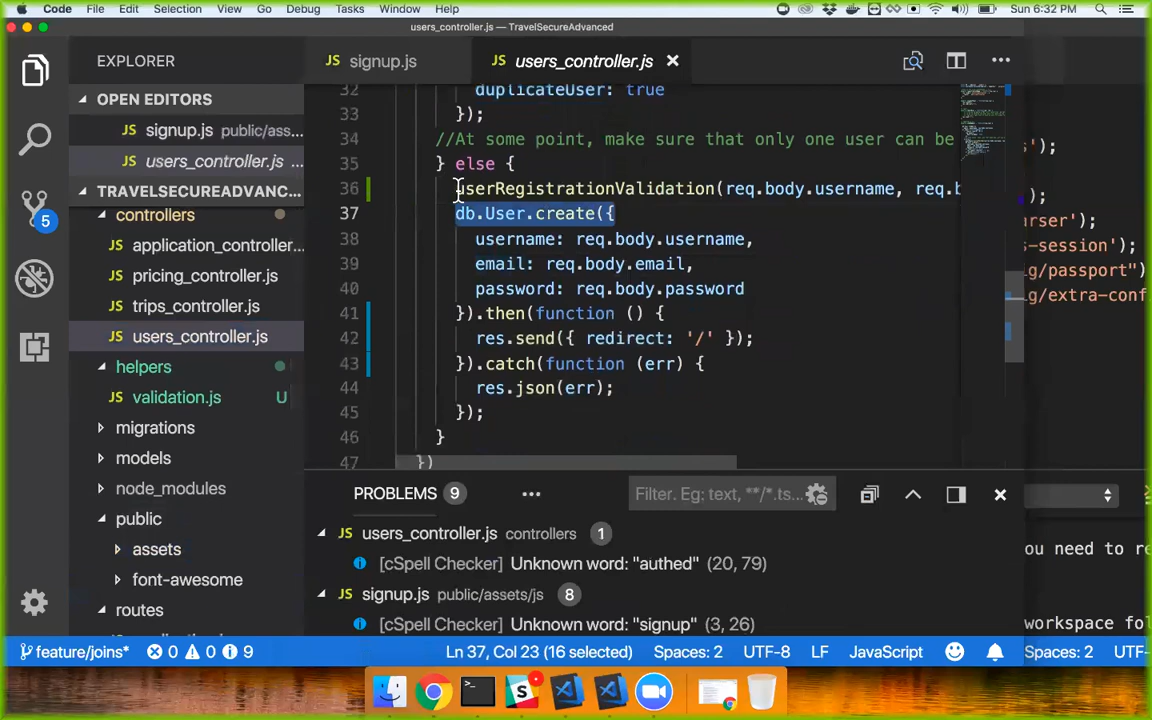 Code File Edit Selection View Go Debug Tasks Window Help Sun 6:32 PM
users_controller.js — TravelSecureAdvanced
EXPLORER
JS signup.js
JS users_controller.js
OPEN EDITORS
JS signup.js public/ass...
JS users_controller.js ...
TRAVELSECUREADVANC...
controllers
JS application_controller...
JS pricing_controller.js
JS trips_controller.js
JS users_controller.js
helpers
JS validation.js U
migrations
models
node_modules
public
assets
font-awesome
routes
5
32 duplicateUser: true
33 });
34 //At some point, make sure that only one user can be
35 } else {
36 userRegistrationValidation(req.body.username, req.b
37 db.User.create({
38 username: req.body.username,
39 email: req.body.email,
40 password: req.body.password
41 }).then(function () {
42 res.send({ redirect: '/' });
43 }).catch(function (err) {
44 res.json(err);
45 });
46 }
47 })
s');
);
urser');
s-session');
g/passport")
g/extra-conf
PROBLEMS 9 ... Filter. Eg: text, **/*.ts...
JS users_controller.js controllers 1
[cSpell Checker] Unknown word: "authed" (20, 79)
JS signup.js public/assets/js 8
[cSpell Checker] Unknown word: "signup" (3, 26)
ou need to re
workspace fol
feature/joins* 0 0 9 Ln 37, Col 23 (16 selected) Spaces: 2 UTF-8 LF JavaScript Spaces: 2 UTF-